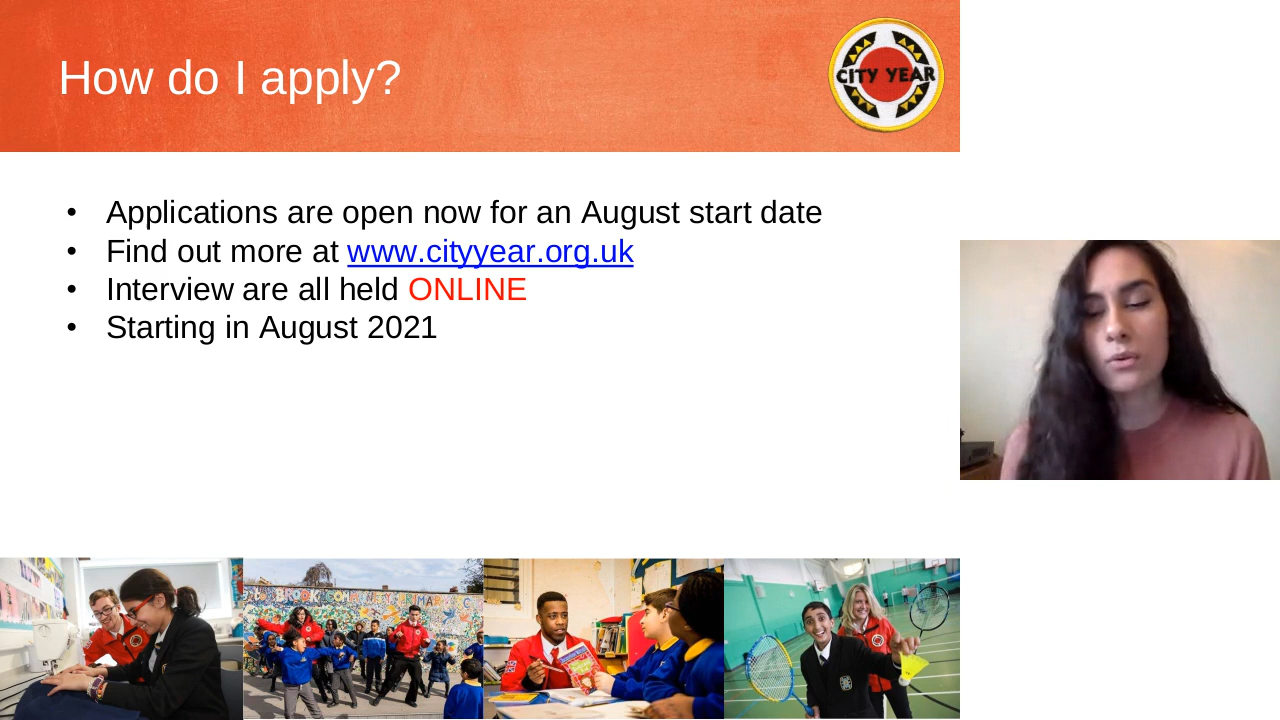 How do I apply?
CITY YEAR
• Applications are open now for an August start date
• Find out more at www.cityyear.org.uk
• Interview are all held ONLINE
• Starting in August 2021